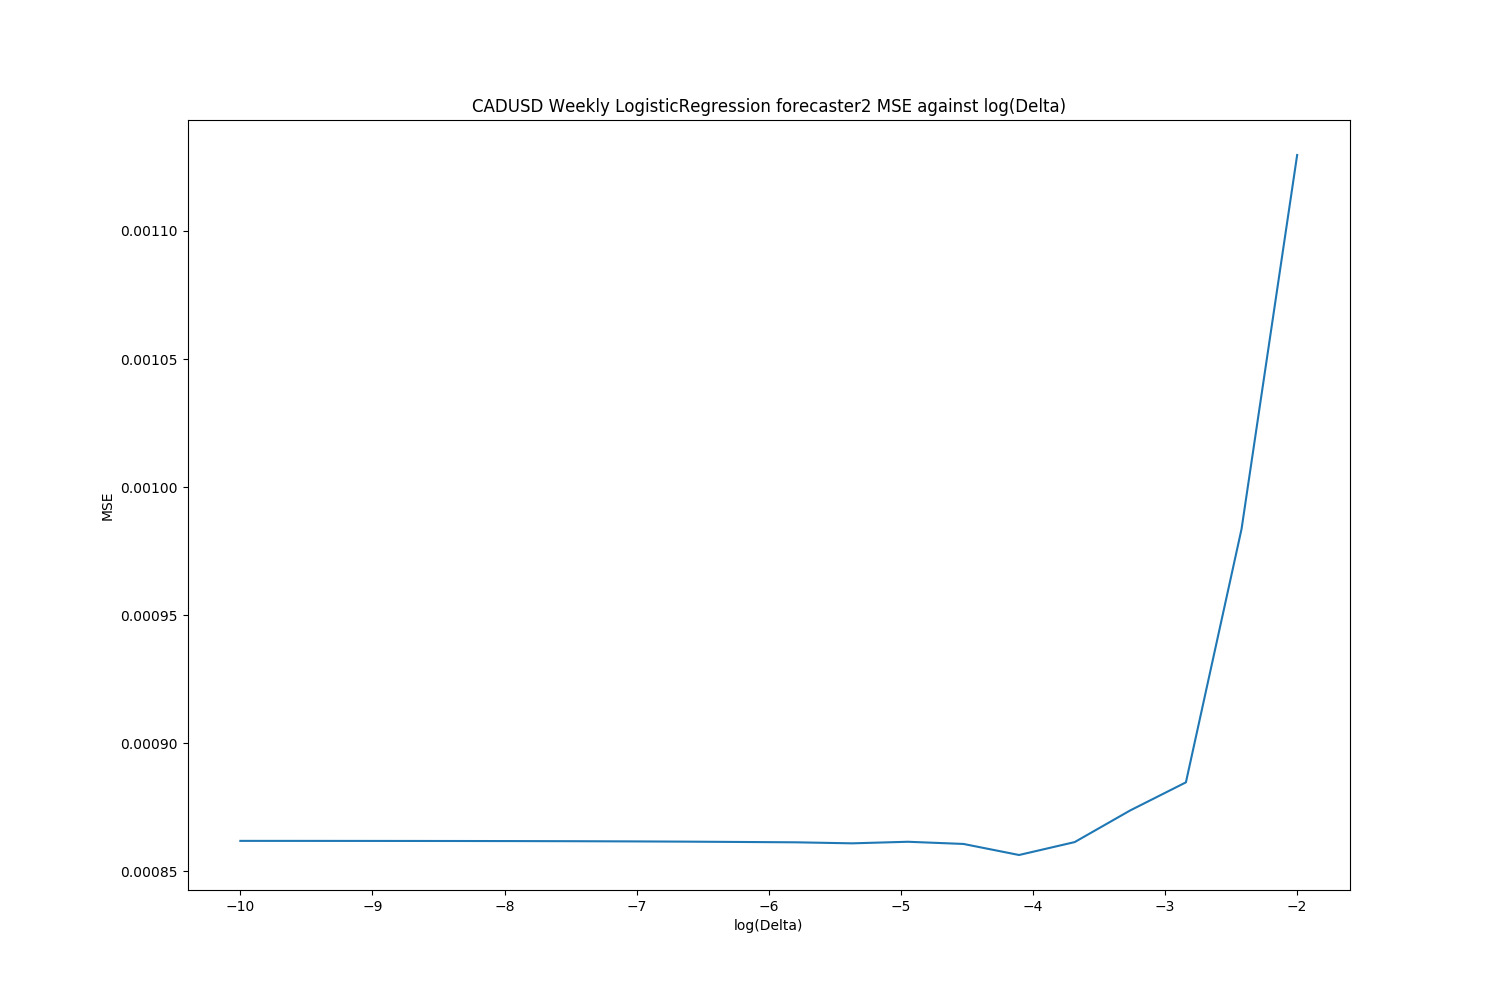 CADUSD Weekly LogisticRegression forecaster2 MSE against log(Delta)
0.00110
0.00105
0.00100
0.00095
0.00090
0.00085
MSE
−10 −9 −8 −7 −6 −5 −4 −3 −2
log(Delta)